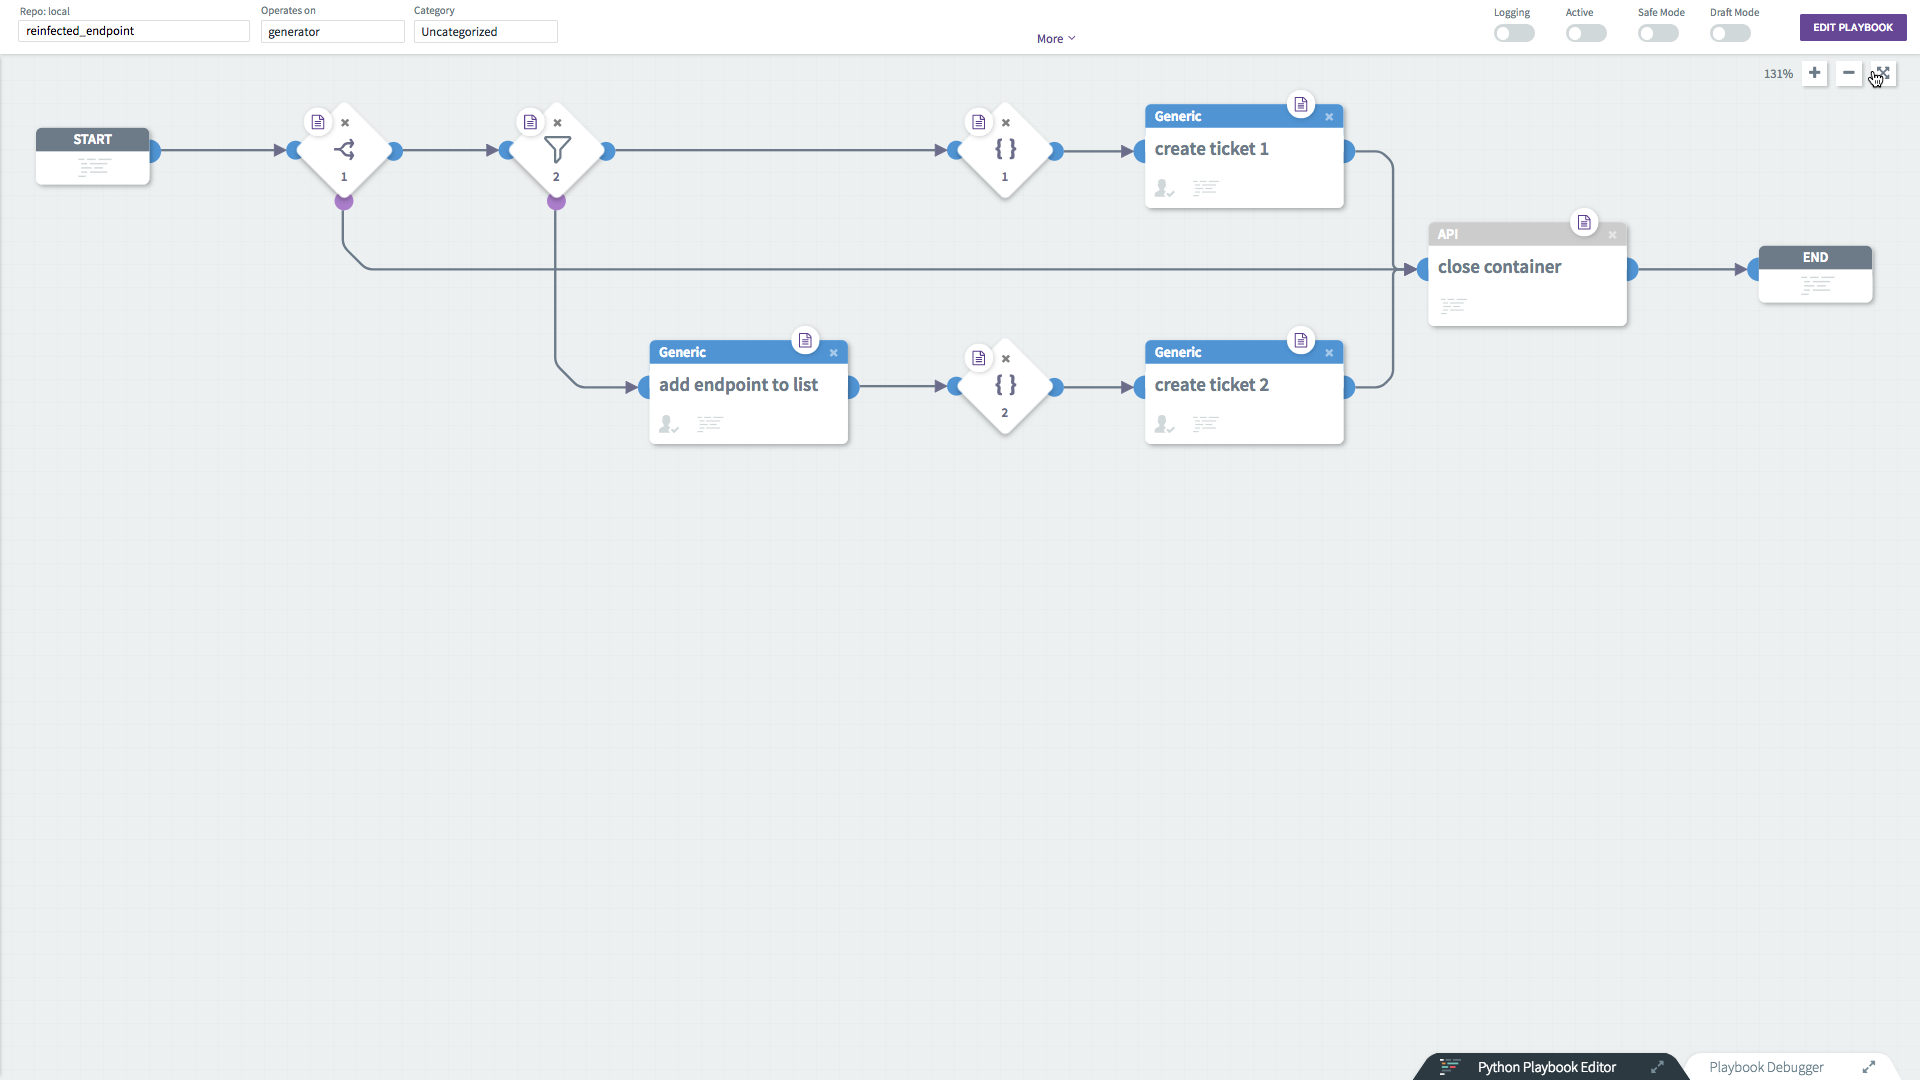 Repo: local
Operates on
Category
reinfected_endpoint
generator
Uncategorized
More
Logging
Active
Safe Mode
Draft Mode
EDIT PLAYBOOK
131%
START
1
2
{ }
1
Generic
create ticket 1
API
close container
END
Generic
add endpoint to list
{ }
2
Generic
create ticket 2
Python Playbook Editor
Playbook Debugger